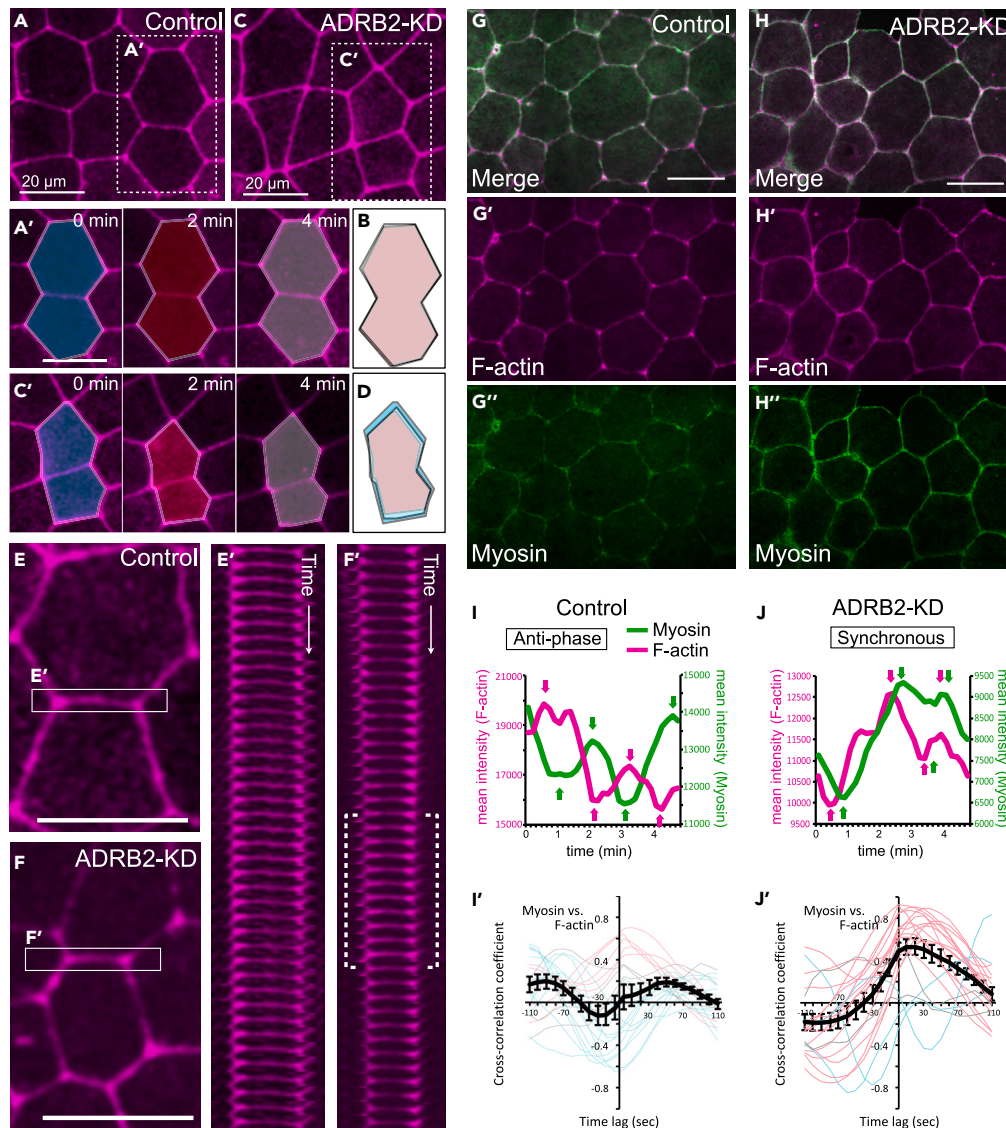 A
Control
A'
20 µm
C
ADRB2-KD
C'
20 µm
A'
0 min
2 min
4 min
B
C'
0 min
2 min
4 min
D
E
Control
E'
F
ADRB2-KD
F'
E'
Time
F'
Time
G
Control
Merge
H
ADRB2-KD
Merge
G'
F-actin
H'
F-actin
G''
Myosin
H''
Myosin
I
Control
Anti-phase
Myosin
F-actin
mean intensity (F-actin)
21000
19000
17000
15000
15000
14000
13000
12000
11000
mean intensity (Myosin)
0 1 2 3 4
time (min)
J
ADRB2-KD
Synchronous
mean intensity (F-actin)
13000
12500
12000
11500
11000
10500
10000
9500
10000
9500
9000
8500
8000
7500
7000
6500
6000
mean intensity (Myosin)
0 1 2 3 4
time (min)
I'
Myosin vs.
F-actin
Cross-correlation coefficient
0.8
0.4
-0.4
-0.8
-110 -70 -30 30 70 110
Time lag (sec)
J'
Myosin vs.
F-actin
Cross-correlation coefficient
0.8
0.4
-0.4
-0.8
-110 -70 -30 30 70 110
Time lag (sec)